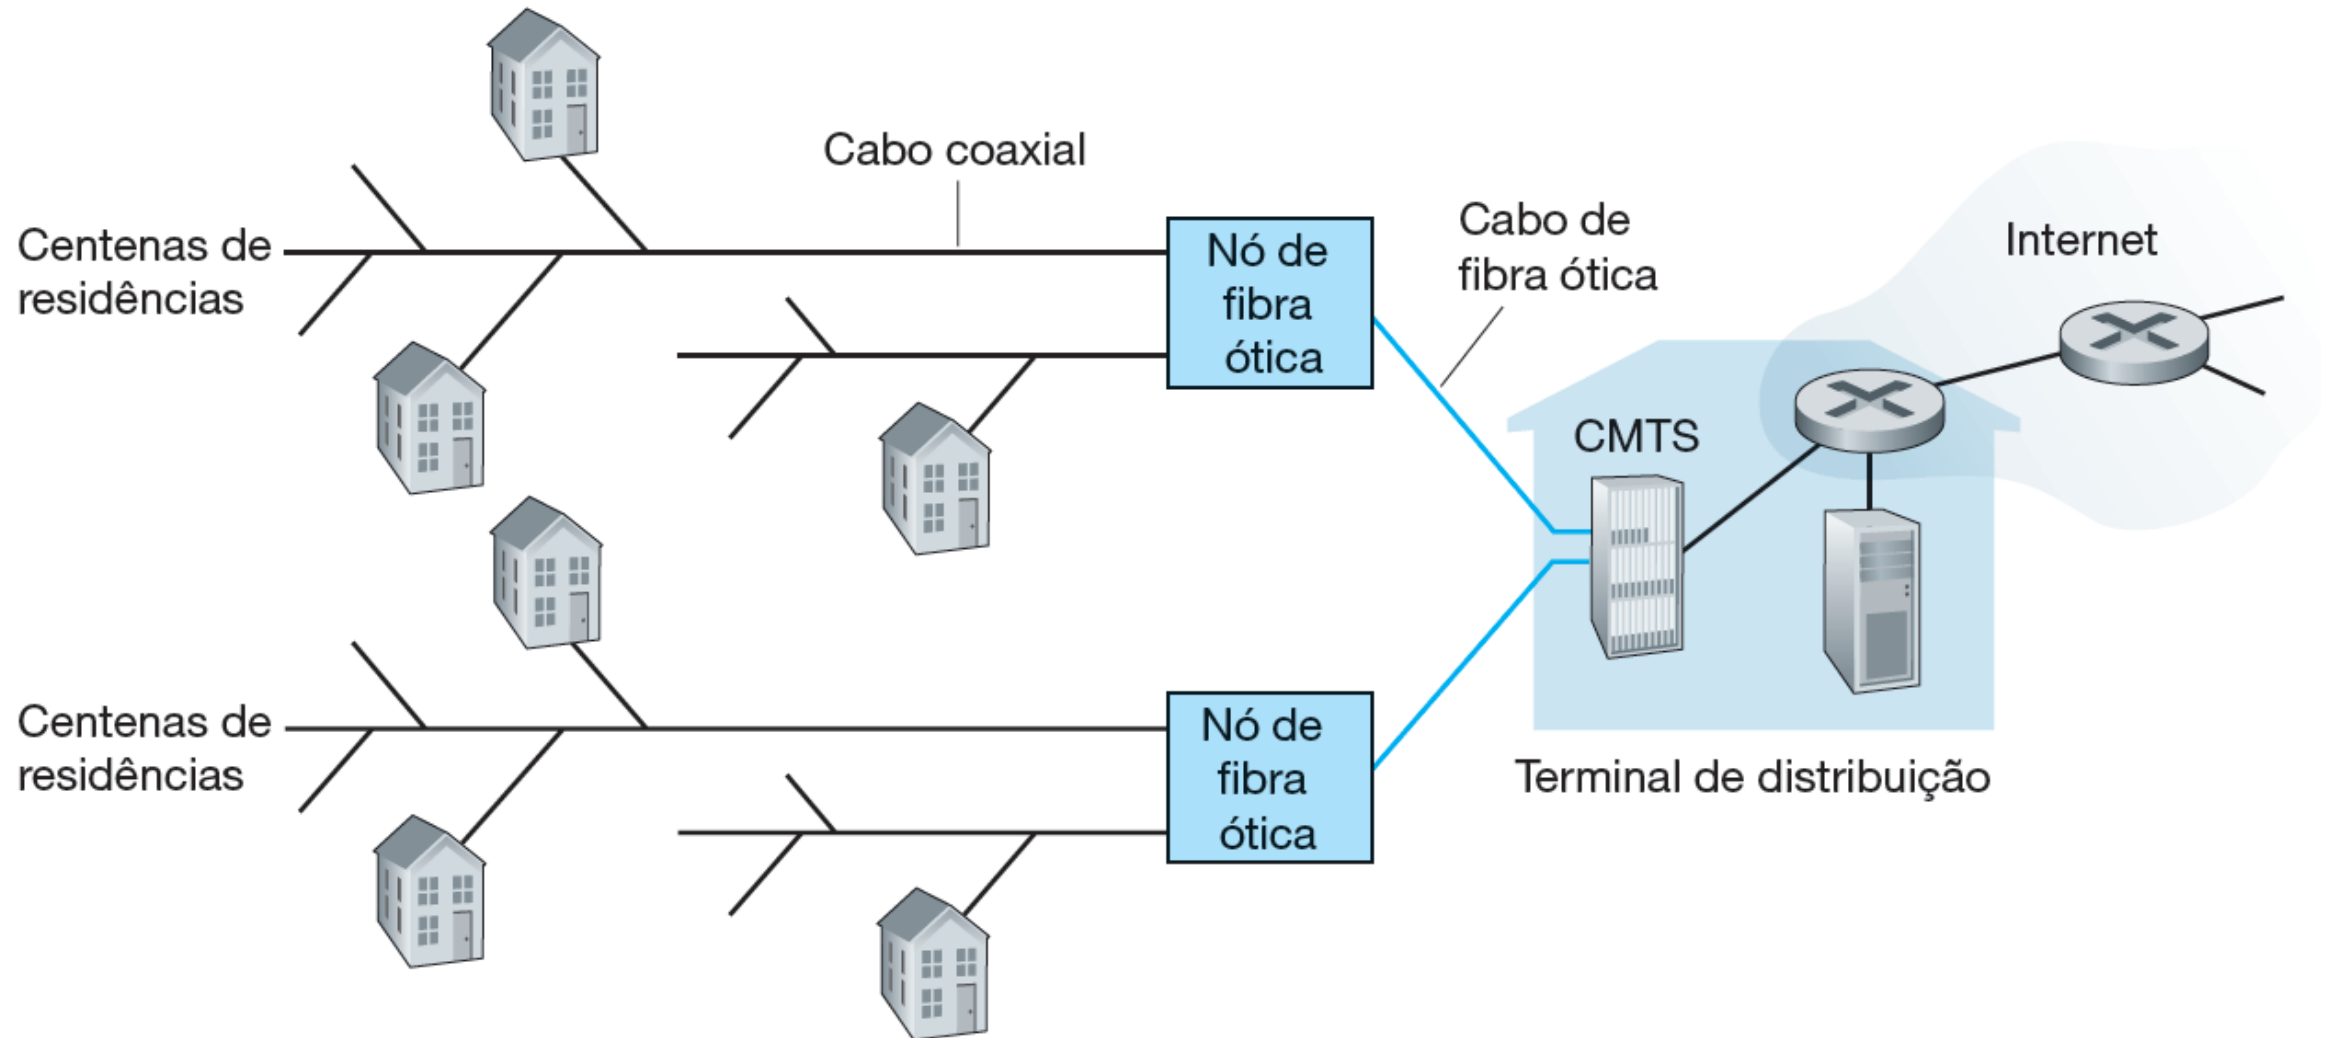 Cabo coaxial
Centenas de
residências
Nó de
fibra
ótica
Cabo de
fibra ótica
Internet
CMTS
Centenas de
residências
Nó de
fibra
ótica
Terminal de distribuição